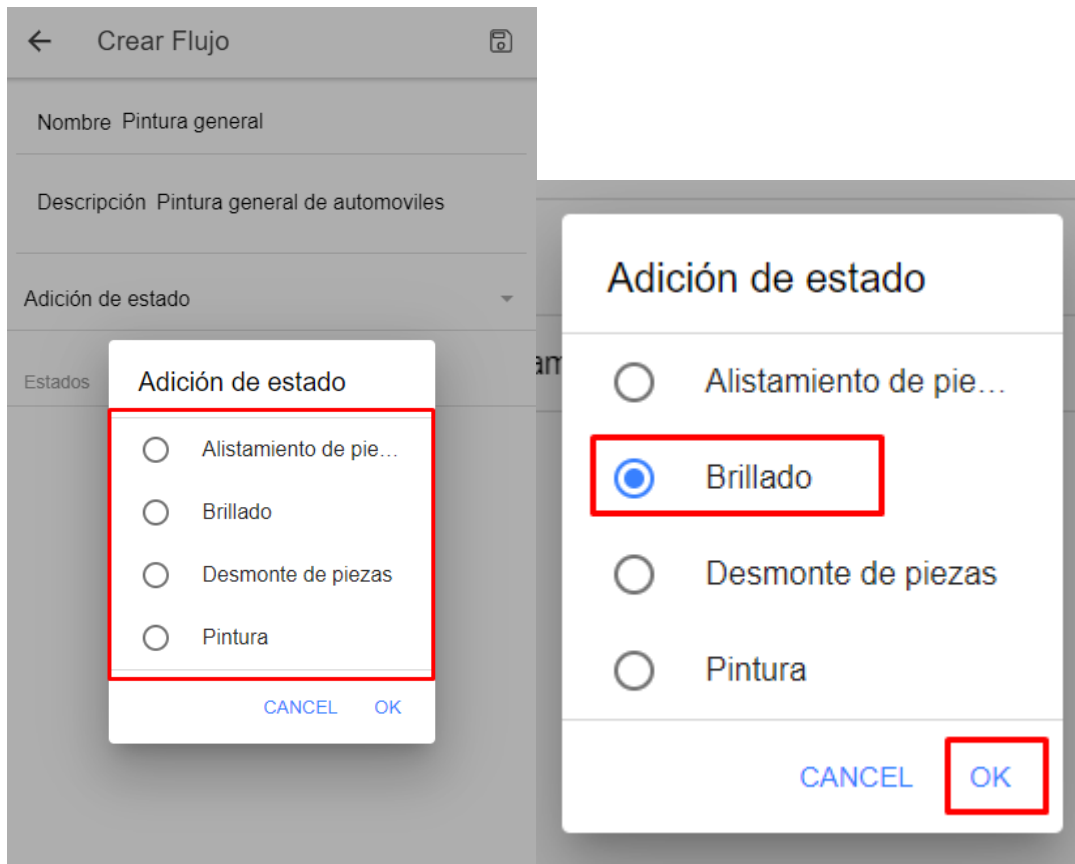 Crear Flujo
Nombre Pintura general
Descripción Pintura general de automoviles
Adición de estado
Estados
Adición de estado
Alistamiento de pie...
Brillado
Desmonte de piezas
Pintura
CANCEL OK
Adición de estado
Alistamiento de pie...
Brillado
Desmonte de piezas
Pintura
CANCEL OK